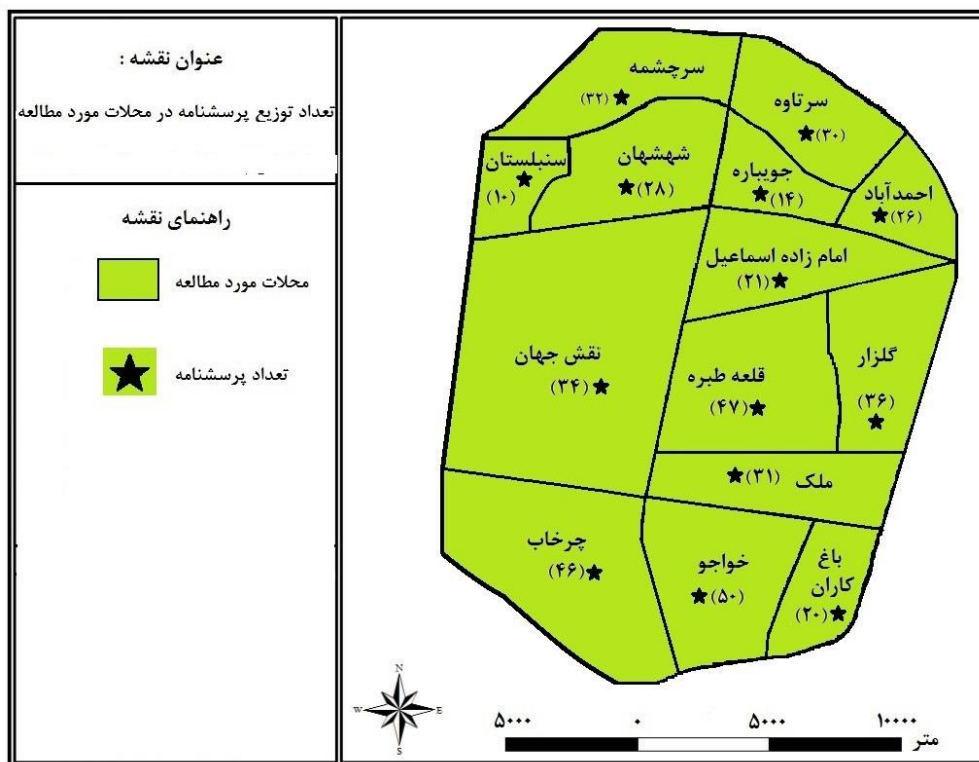 عنوان نقشه :
تعداد توزیع پرسشنامه در محلات مورد مطالعه
راهنمای نقشه
محلات مورد مطالعه
تعداد پرسشنامه
سرچشمه
(۳۲)
سرتاوه
(۳۰)
سنبلستان
(۱۰)
شهشهان
(۲۸)
جویباره
(۱۴)
احمدآباد
(۲۶)
امام زاده اسماعیل
(۲۱)
نقش جهان
(۳۴)
قلعه طبره
(۴۷)
گلزار
(۳۶)
ملک
(۳۱)
چرخاب
(۴۶)
خواجو
(۵۰)
باغ
کاران
(۲۰)
N
W
E
S
۵۰۰۰ ۰ ۵۰۰۰ ۱۰۰۰۰
متر